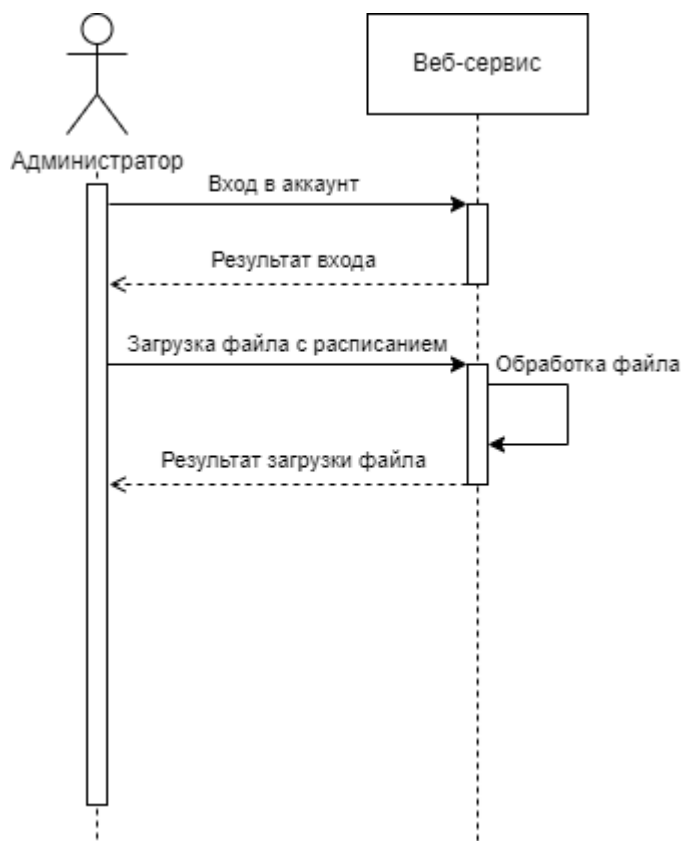 Веб-сервис
Администратор
Вход в аккаунт
Результат входа
Загрузка файла с расписанием
Обработка файла
Результат загрузки файла